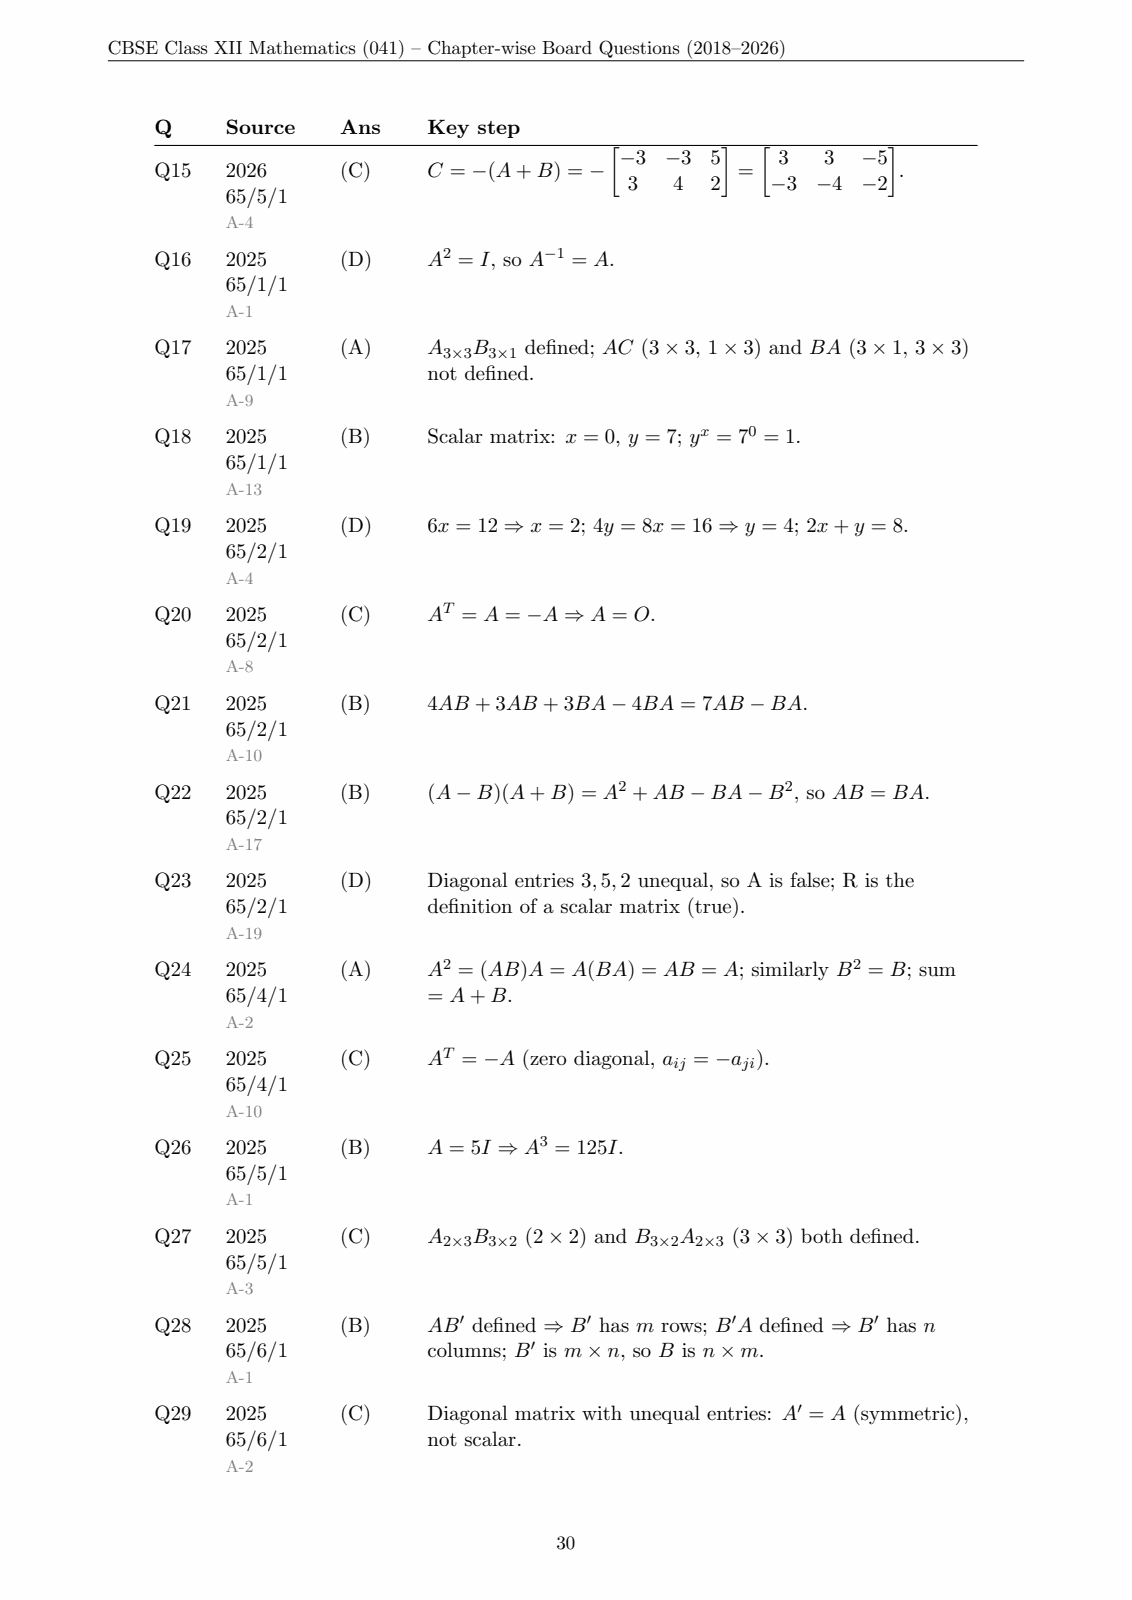 CBSE Class XII Mathematics (041) – Chapter-wise Board Questions (2018–2026)
Q Source Ans Key step
Q15 2026 (C) C = −(A + B) = −[−3 −3 5; 3 4 2] = [3 3 −5; −3 −4 −2].
65/5/1
A-4
Q16 2025 (D) A² = I, so A⁻¹ = A.
65/1/1
A-1
Q17 2025 (A) A₃ₓ₃B₃ₓ₁ defined; AC (3 × 3, 1 × 3) and BA (3 × 1, 3 × 3)
65/1/1 not defined.
A-9
Q18 2025 (B) Scalar matrix: x = 0, y = 7; yˣ = 7⁰ = 1.
65/1/1
A-13
Q19 2025 (D) 6x = 12 ⇒ x = 2; 4y = 8x = 16 ⇒ y = 4; 2x + y = 8.
65/2/1
A-4
Q20 2025 (C) Aᵀ = A = −A ⇒ A = O.
65/2/1
A-8
Q21 2025 (B) 4AB + 3AB + 3BA − 4BA = 7AB − BA.
65/2/1
A-10
Q22 2025 (B) (A − B)(A + B) = A² + AB − BA − B², so AB = BA.
65/2/1
A-17
Q23 2025 (D) Diagonal entries 3, 5, 2 unequal, so A is false; R is the
65/2/1 definition of a scalar matrix (true).
A-19
Q24 2025 (A) A² = (AB)A = A(BA) = AB = A; similarly B² = B; sum
65/4/1 = A + B.
A-2
Q25 2025 (C) Aᵀ = −A (zero diagonal, aᵢⱼ = −aⱼᵢ).
65/4/1
A-10
Q26 2025 (B) A = 5I ⇒ A³ = 125I.
65/5/1
A-1
Q27 2025 (C) A₂ₓ₃B₃ₓ₂ (2 × 2) and B₃ₓ₂A₂ₓ₃ (3 × 3) both defined.
65/5/1
A-3
Q28 2025 (B) AB′ defined ⇒ B′ has m rows; B′A defined ⇒ B′ has n
65/6/1 columns; B′ is m × n, so B is n × m.
A-1
Q29 2025 (C) Diagonal matrix with unequal entries: A′ = A (symmetric),
65/6/1 not scalar.
A-2
30